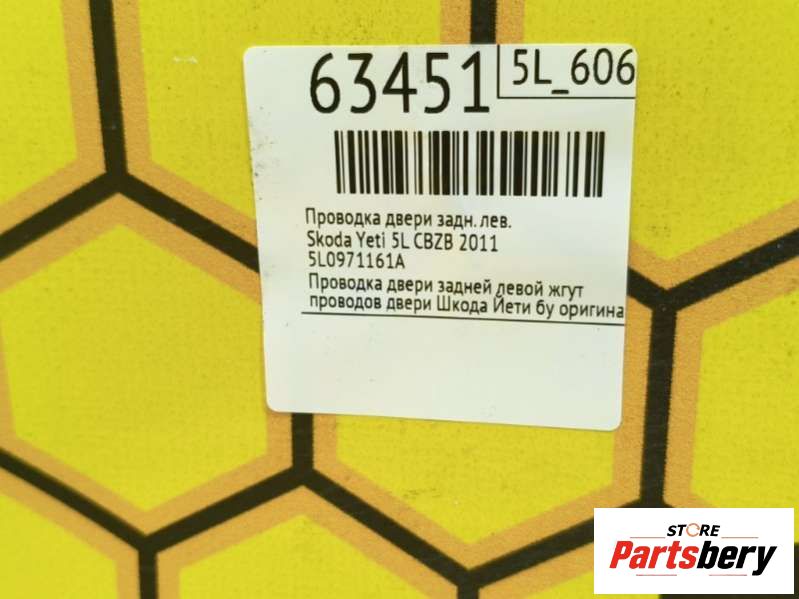 63451
5L_606
Проводка двери задн. лев.
Skoda Yeti 5L CBZB 2011
5L0971161A
Проводка двери задней левой жгут
проводов двери Шкода Йети бу оригина
STORE
Partsbery